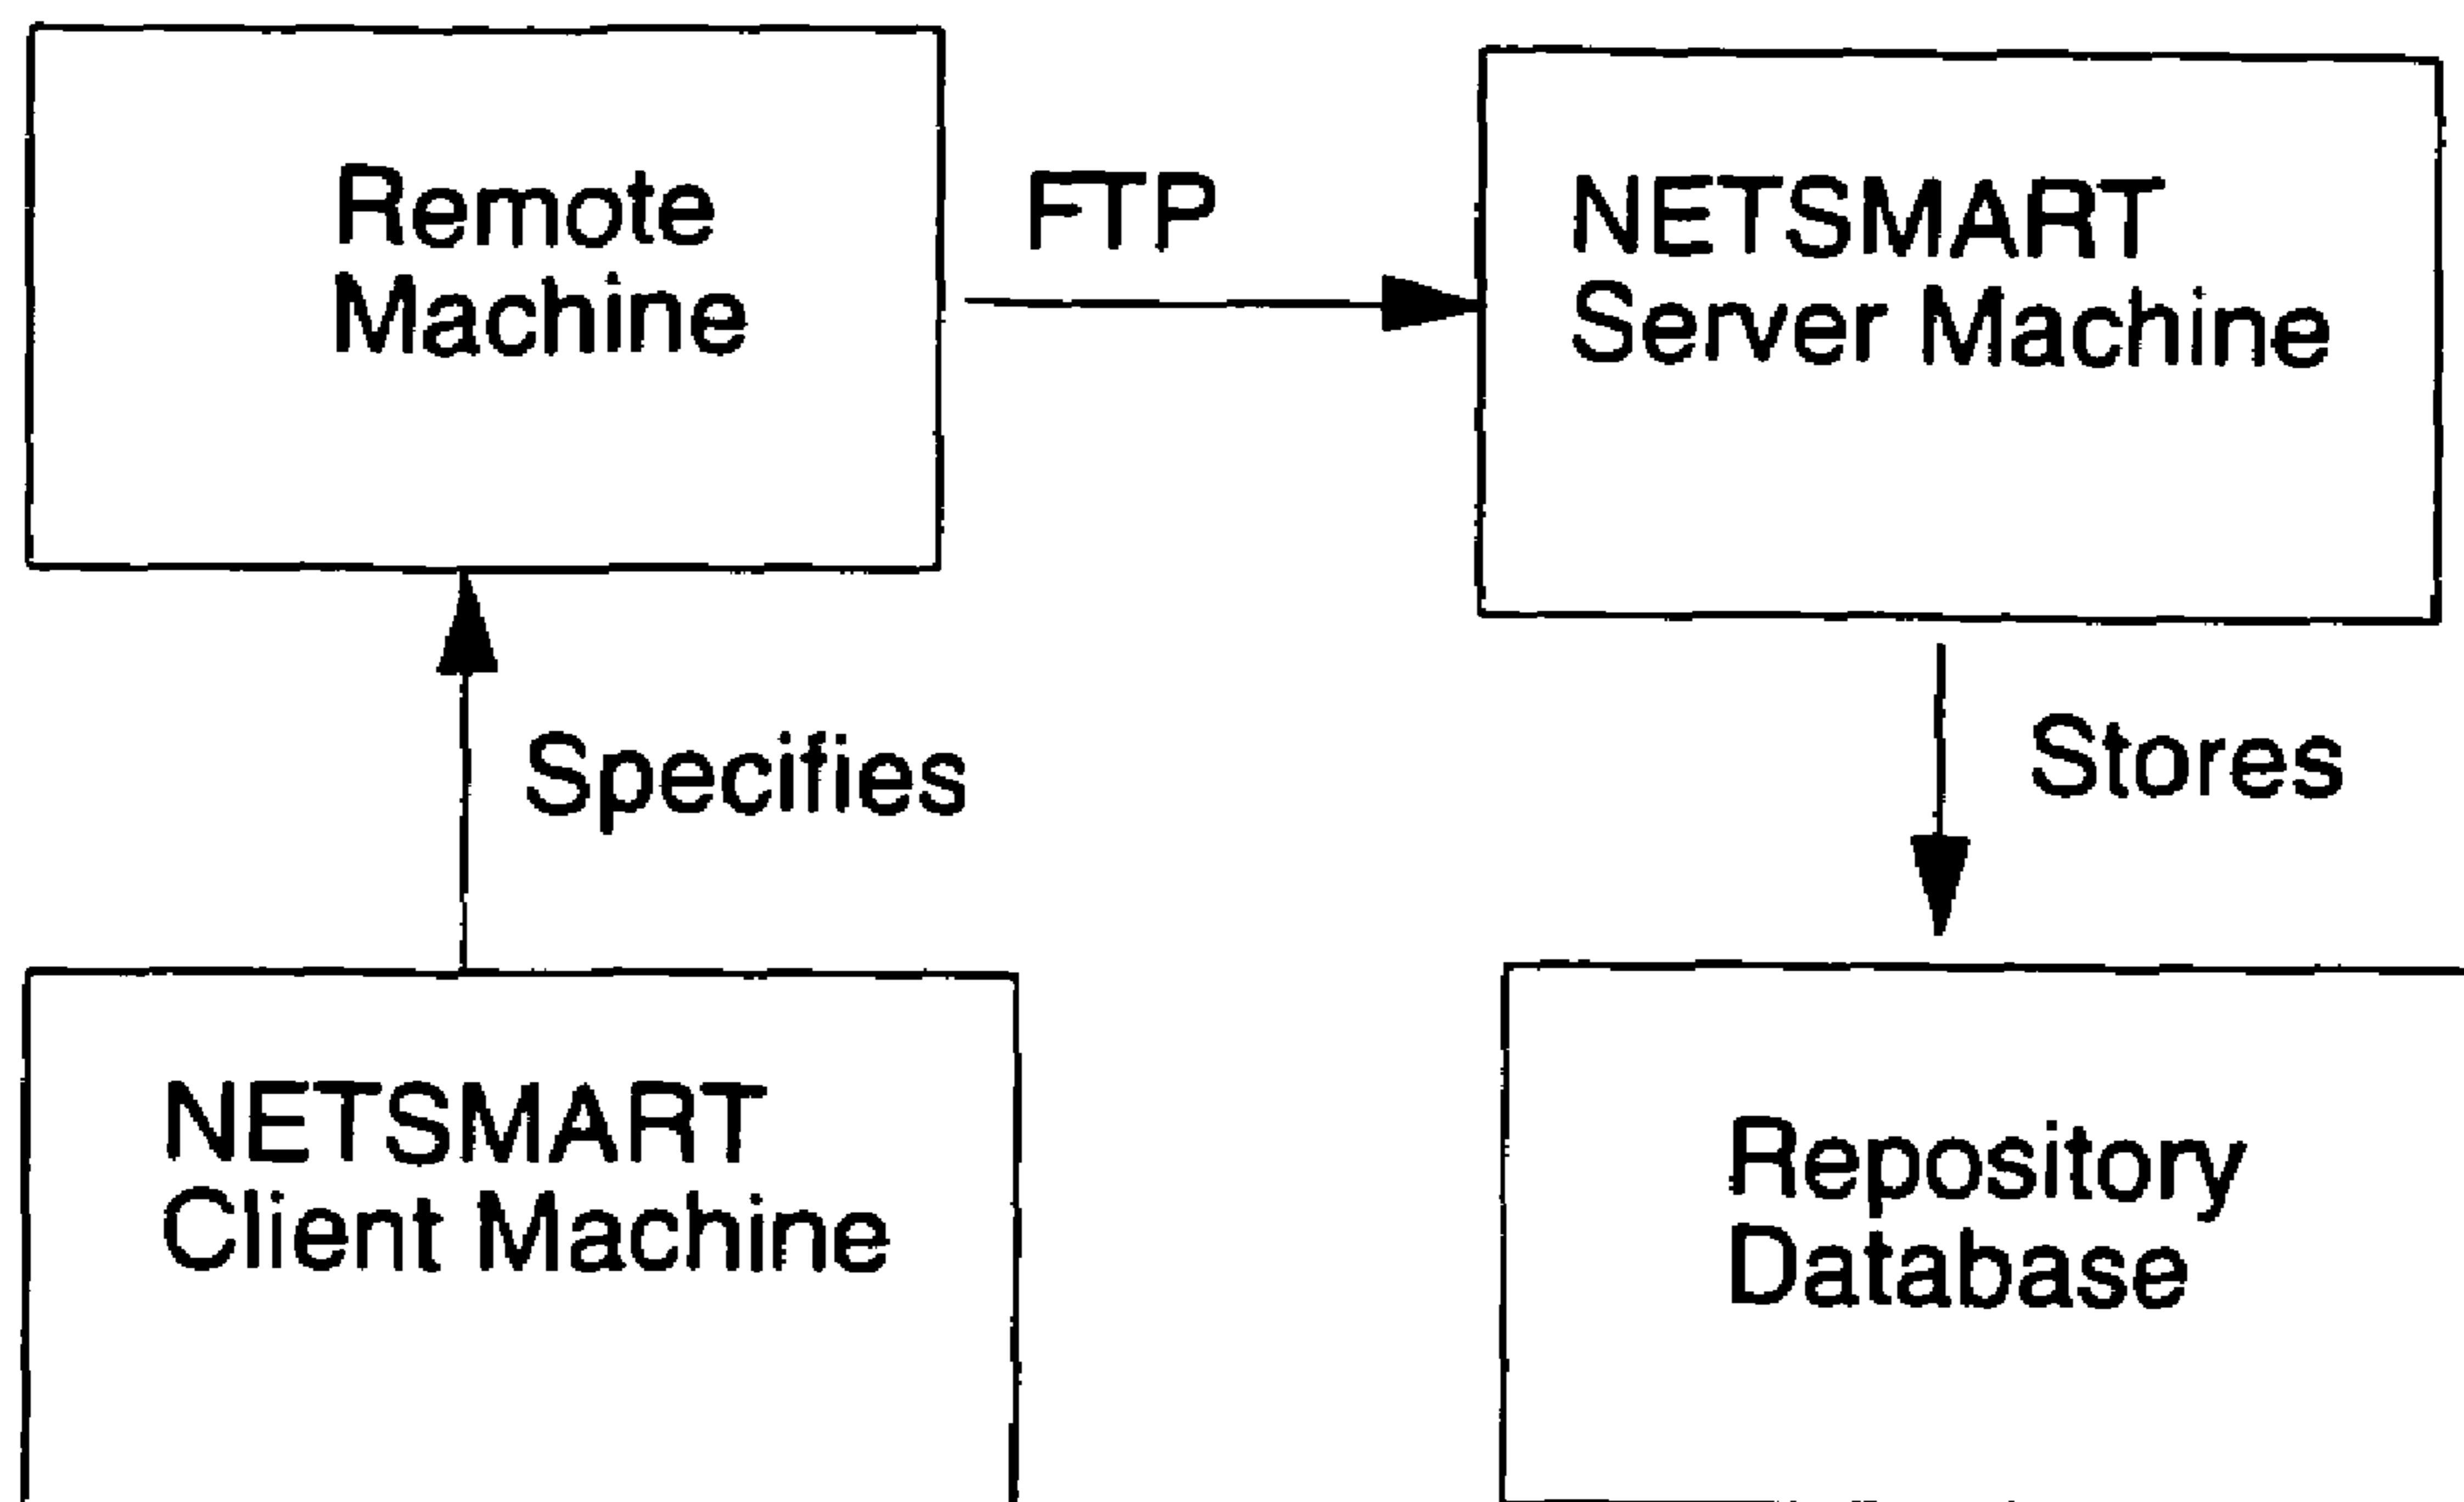 Remote
Machine
FTP
NETSMART
Server Machine
Specifies
Stores
NETSMART
Client Machine
Repository
Database